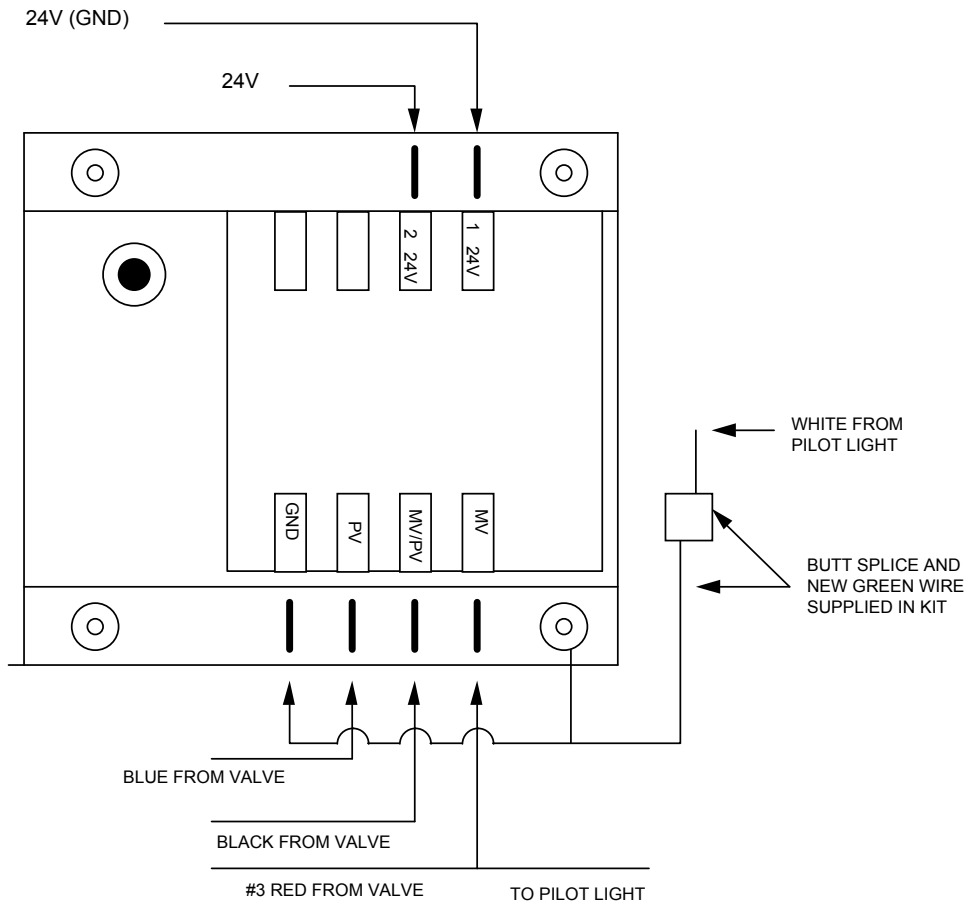 24V (GND)
24V
2 24V
1 24V
WHITE FROM
PILOT LIGHT
GND
PV
MV/PV
MV
BUTT SPLICE AND
NEW GREEN WIRE
SUPPLIED IN KIT
BLUE FROM VALVE
BLACK FROM VALVE
#3 RED FROM VALVE
TO PILOT LIGHT